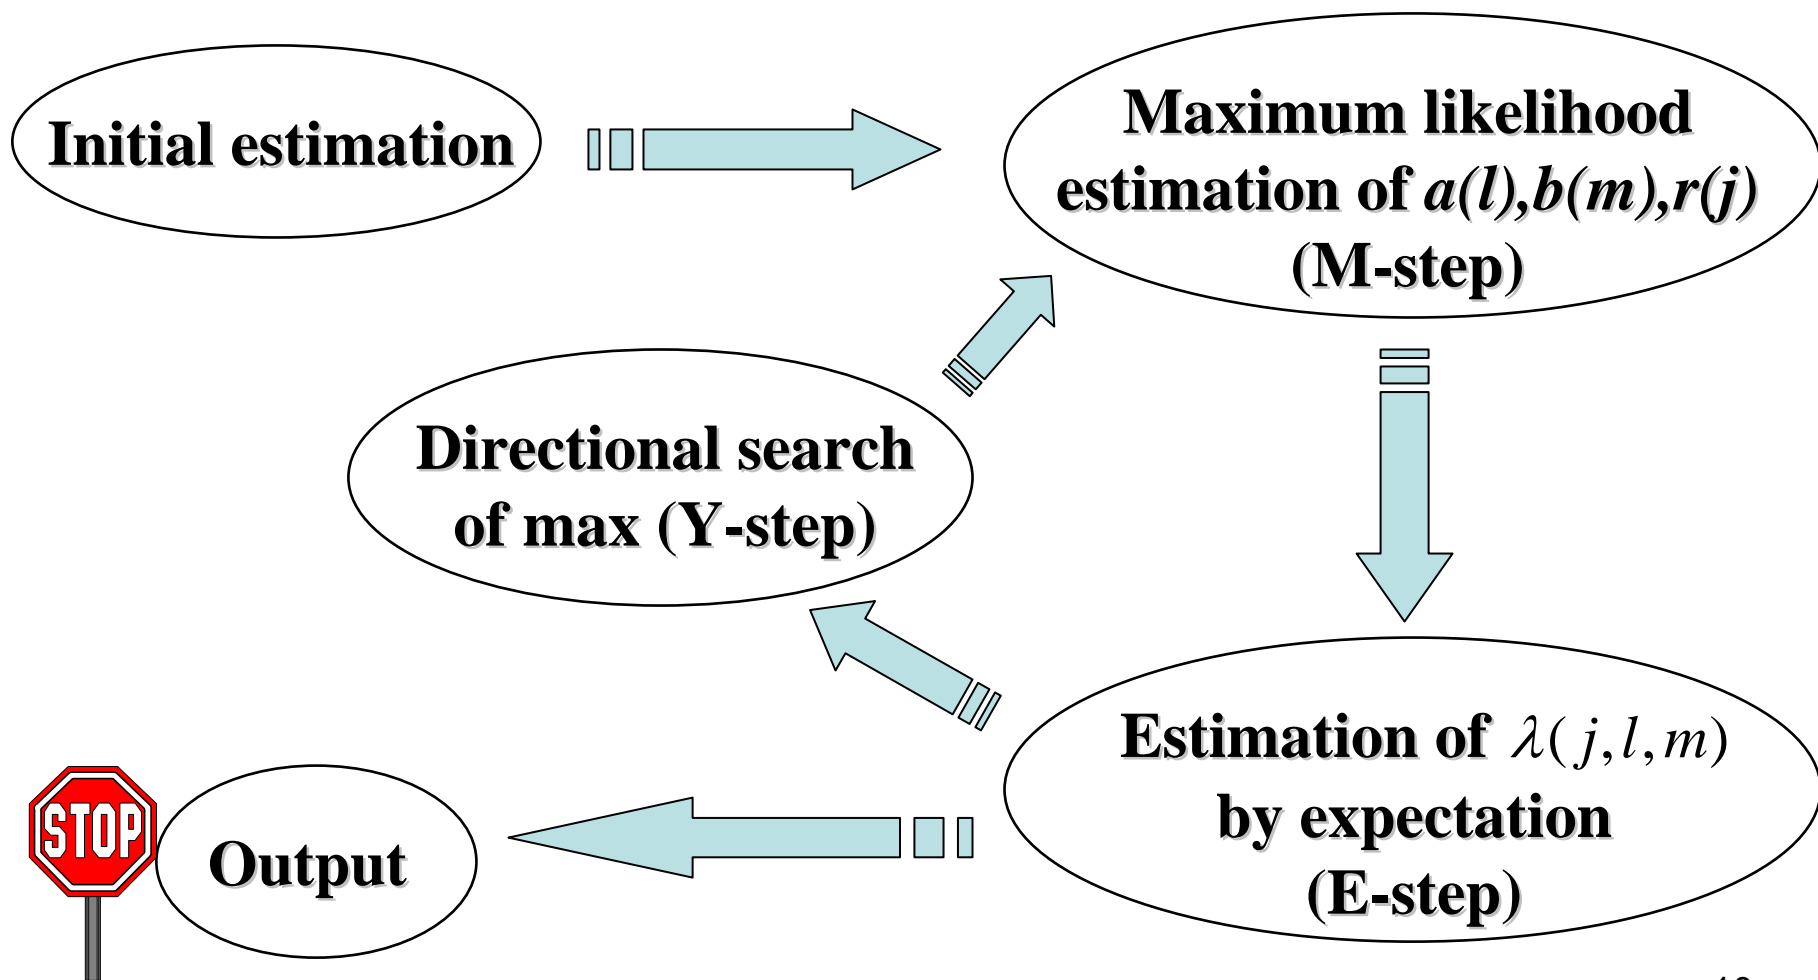 Initial estimation
Maximum likelihood
estimation of a(l),b(m),r(j)
(M-step)
Directional search
of max (Y-step)
Estimation of λ(j,l,m)
by expectation
(E-step)
STOP
Output